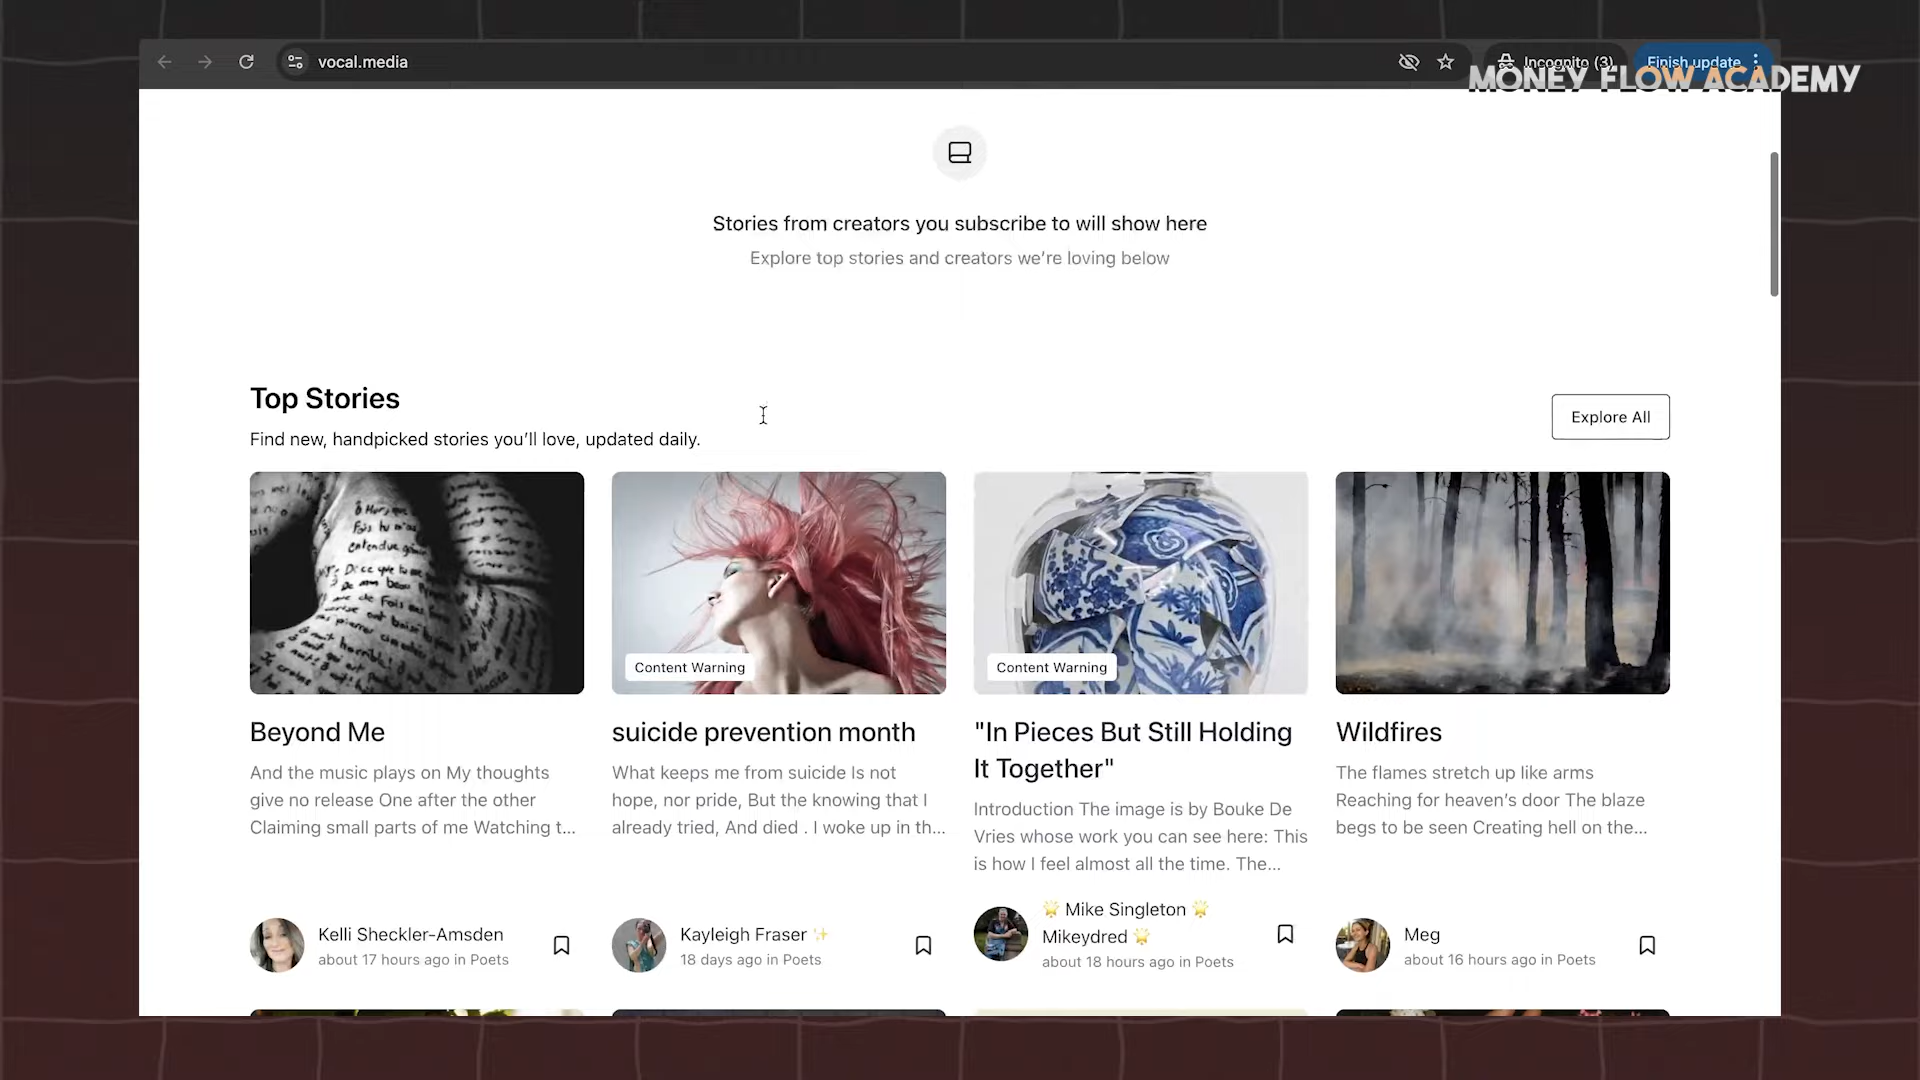 vocal.media
Incognito (3)
Finish update
MONEY FLOW ACADEMY
Stories from creators you subscribe to will show here
Explore top stories and creators we're loving below
Top Stories
Explore All
Find new, handpicked stories you'll love, updated daily.
Content Warning
Content Warning
Beyond Me
And the music plays on My thoughts
give no release One after the other
Claiming small parts of me Watching t...
Kelli Sheckler-Amsden
about 17 hours ago in Poets
suicide prevention month
What keeps me from suicide Is not
hope, nor pride, But the knowing that I
already tried, And died . I woke up in th...
Kayleigh Fraser ✨
18 days ago in Poets
"In Pieces But Still Holding
It Together"
Introduction The image is by Bouke De
Vries whose work you can see here: This
is how I feel almost all the time. The...
🌟 Mike Singleton 🌟
Mikeydred 🌟
about 18 hours ago in Poets
Wildfires
The flames stretch up like arms
Reaching for heaven's door The blaze
begs to be seen Creating hell on the...
Meg
about 16 hours ago in Poets